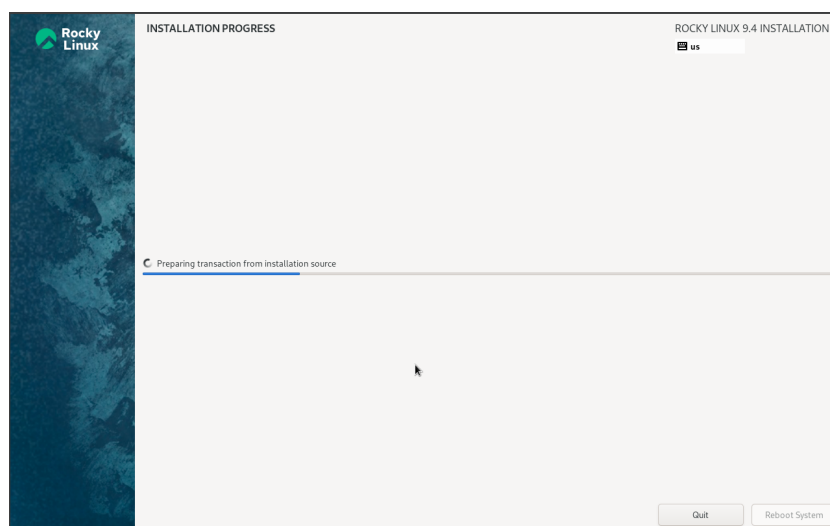 Rocky
Linux
INSTALLATION PROGRESS
ROCKY LINUX 9.4 INSTALLATION
us
Preparing transaction from installation source
Quit
Reboot System